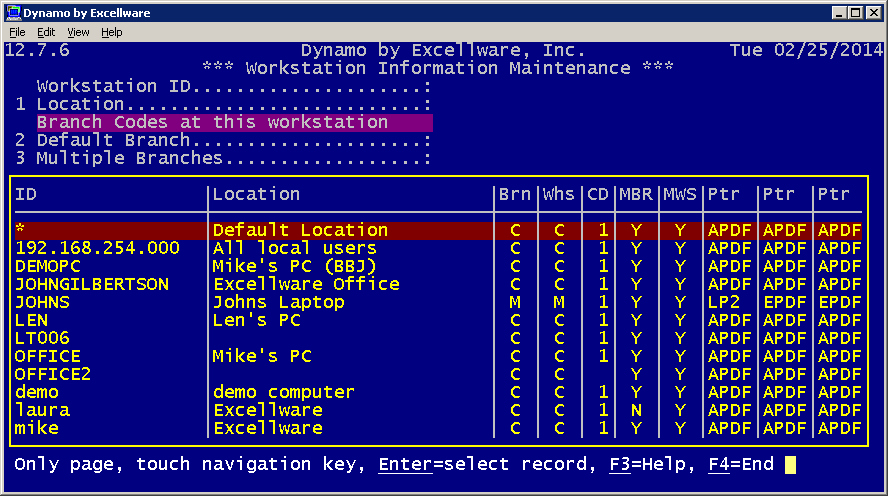 Dynamo by Excellware
File Edit View Help
12.7.6 Dynamo by Excellware, Inc. Tue 02/25/2014
*** Workstation Information Maintenance ***
Workstation ID......................:
1 Location............................:
Branch Codes at this workstation
2 Default Branch......................:
3 Multiple Branches...................:
ID |Location |Brn|Whs|CD|MBR|MWS|Ptr |Ptr |Ptr
* |Default Location | C | C | 1| Y | Y |APDF|APDF|APDF
192.168.254.000 |All local users | C | C | 1| Y | Y |APDF|APDF|APDF
DEMOPC |Mike's PC (BBJ) | C | C | 1| Y | Y |APDF|APDF|APDF
JOHNGILBERTSON |Excellware Office | C | C | 1| Y | Y |APDF|APDF|APDF
JOHNS |Johns Laptop | M | M | 1| Y | Y |LP2 |EPDF|EPDF
LEN |Len's PC | C | C | 1| Y | Y |APDF|APDF|APDF
LT006 | | C | C | 1| Y | Y |APDF|APDF|APDF
OFFICE |Mike's PC | C | C | 1| Y | Y |APDF|APDF|APDF
OFFICE2 | | C | C | | Y | Y |APDF|APDF|APDF
demo |demo computer | C | C | 1| Y | Y |APDF|APDF|APDF
laura |Excellware | C | C | 1| N | Y |APDF|APDF|APDF
mike |Excellware | C | C | 1| Y | Y |APDF|APDF|APDF
Only page, touch navigation key, Enter=select record, F3=Help, F4=End